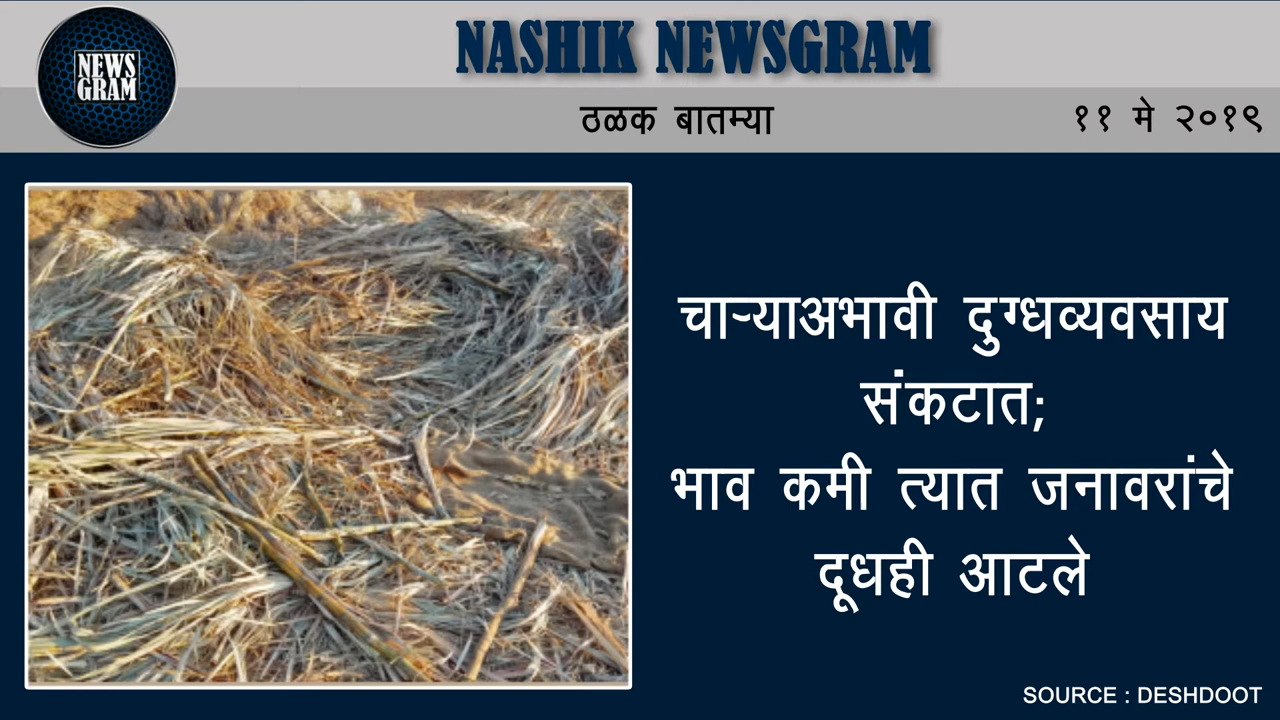 NASHIK NEWSGRAM
NEWS
GRAM
ठळक बातम्या
११ मे २०१९
चाऱ्याअभावी दुग्धव्यवसाय
संकटात;
भाव कमी त्यात जनावरांचे
दूधही आटले
SOURCE : DESHDOOT